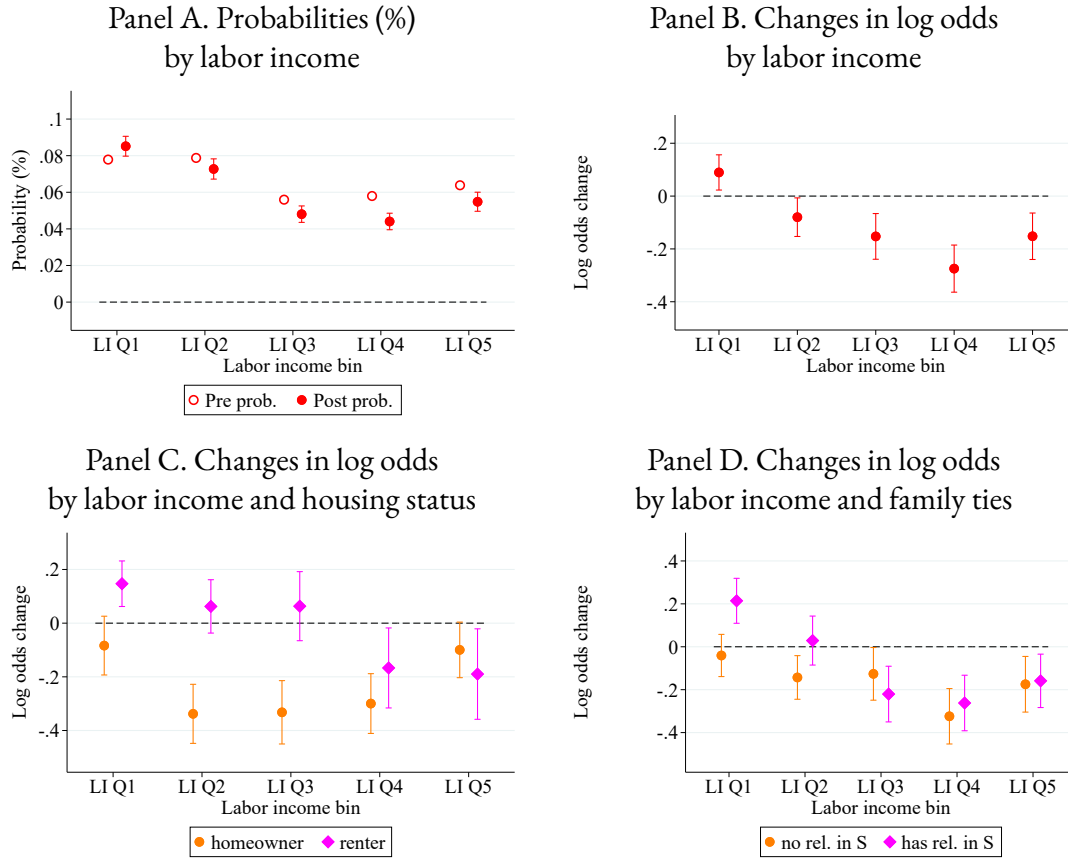 Panel A. Probabilities (%)
by labor income
Probability (%)
.1
.08
.06
.04
.02
0
LI Q1
LI Q2
LI Q3
LI Q4
LI Q5
Labor income bin
Pre prob.
Post prob.
Panel B. Changes in log odds
by labor income
Log odds change
.2
0
-.2
-.4
LI Q1
LI Q2
LI Q3
LI Q4
LI Q5
Labor income bin
Panel C. Changes in log odds
by labor income and housing status
Log odds change
.2
0
-.2
-.4
LI Q1
LI Q2
LI Q3
LI Q4
LI Q5
Labor income bin
homeowner
renter
Panel D. Changes in log odds
by labor income and family ties
Log odds change
.4
.2
0
-.2
-.4
LI Q1
LI Q2
LI Q3
LI Q4
LI Q5
Labor income bin
no rel. in S
has rel. in S